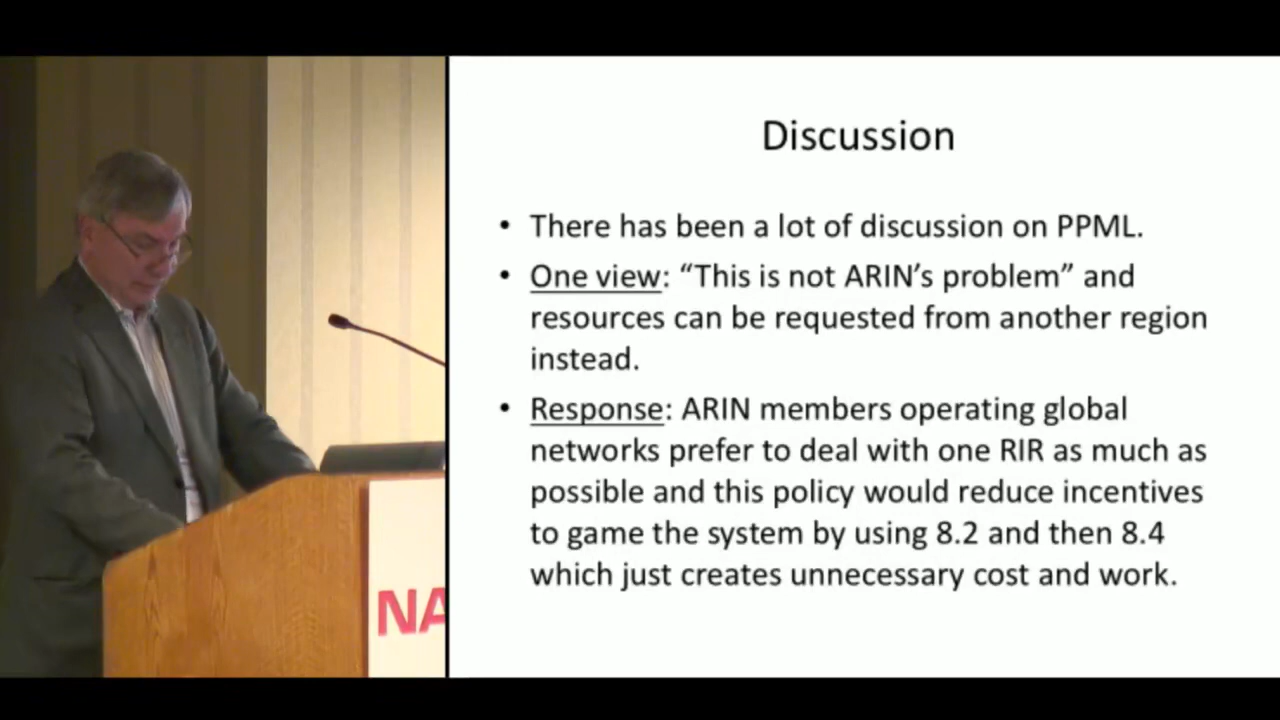 Discussion
• There has been a lot of discussion on PPML.
• One view: “This is not ARIN’s problem” and
resources can be requested from another region
instead.
• Response: ARIN members operating global
networks prefer to deal with one RIR as much as
possible and this policy would reduce incentives
to game the system by using 8.2 and then 8.4
which just creates unnecessary cost and work.
NA